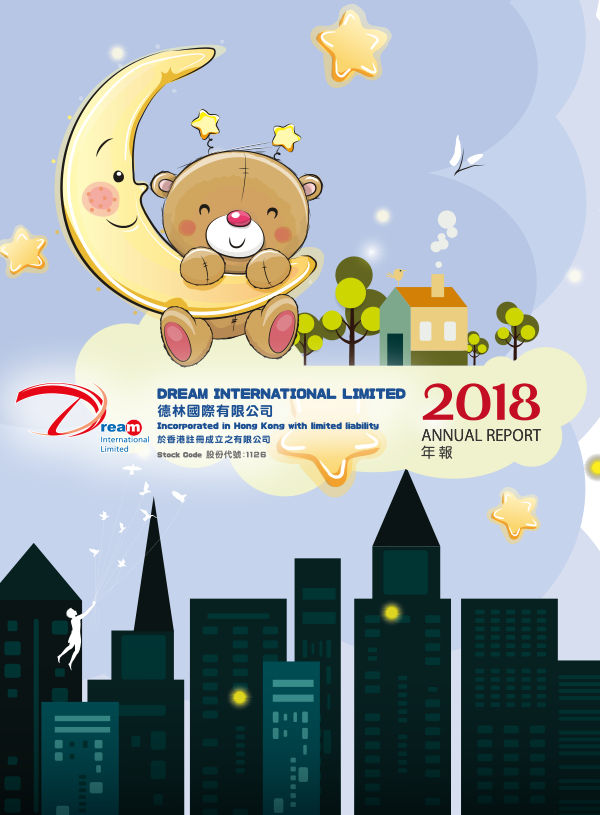 Dream
International
Limited
DREAM INTERNATIONAL LIMITED
德林國際有限公司
Incorporated in Hong Kong with limited liability
於香港註冊成立之有限公司
Stock Code 股份代號:1126
2018
ANNUAL REPORT
年報